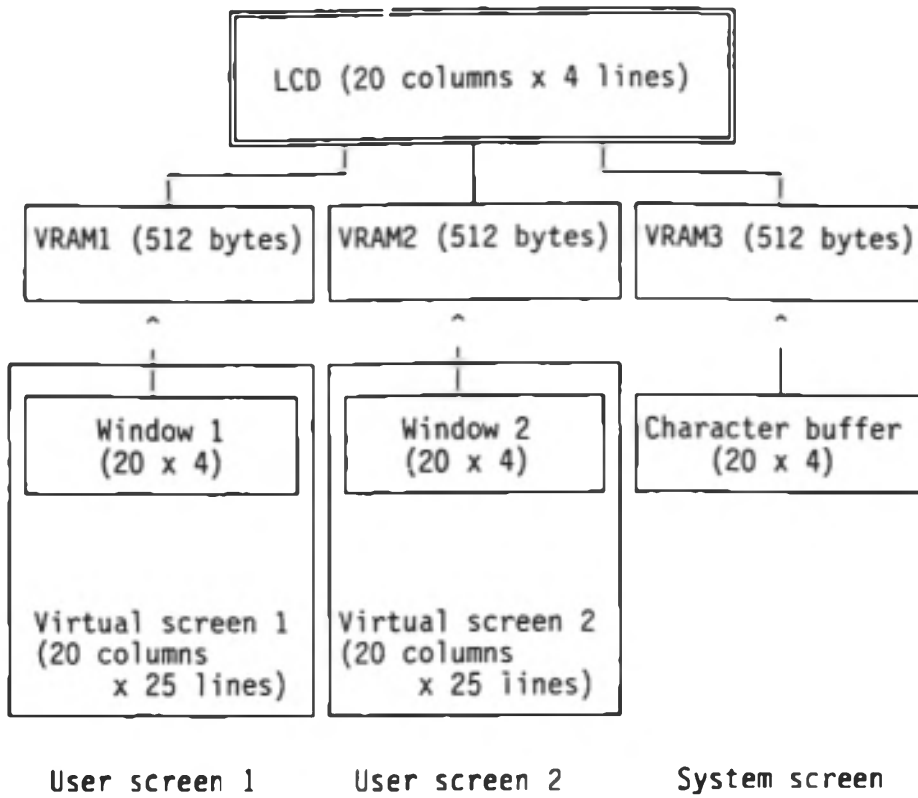 LCD (20 columns x 4 lines)
VRAM1 (512 bytes)
VRAM2 (512 bytes)
VRAM3 (512 bytes)
Window 1
(20 x 4)
Window 2
(20 x 4)
Character buffer
(20 x 4)
Virtual screen 1
(20 columns
x 25 lines)
Virtual screen 2
(20 columns
x 25 lines)
User screen 1
User screen 2
System screen